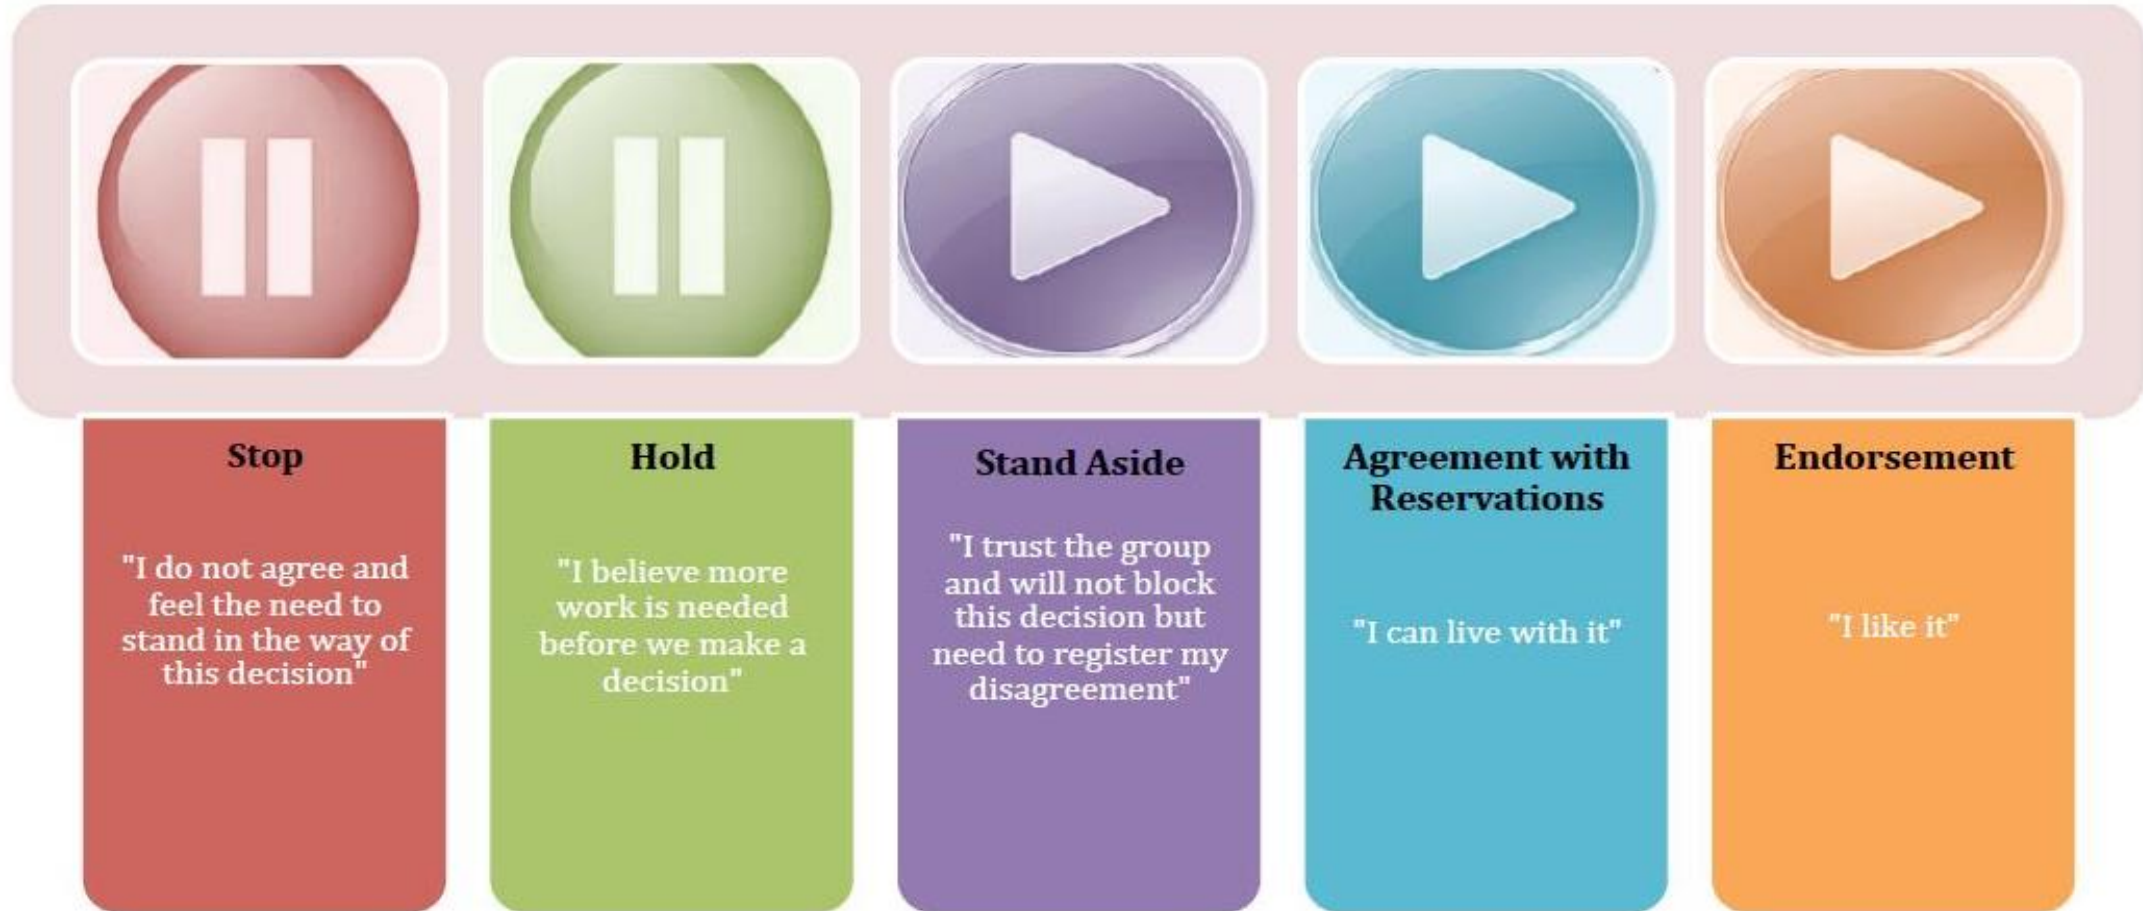 Stop
"I do not agree and
feel the need to
stand in the way of
this decision"
Hold
"I believe more
work is needed
before we make a
decision"
Stand Aside
"I trust the group
and will not block
this decision but
need to register my
disagreement"
Agreement with
Reservations
"I can live with it"
Endorsement
"I like it"